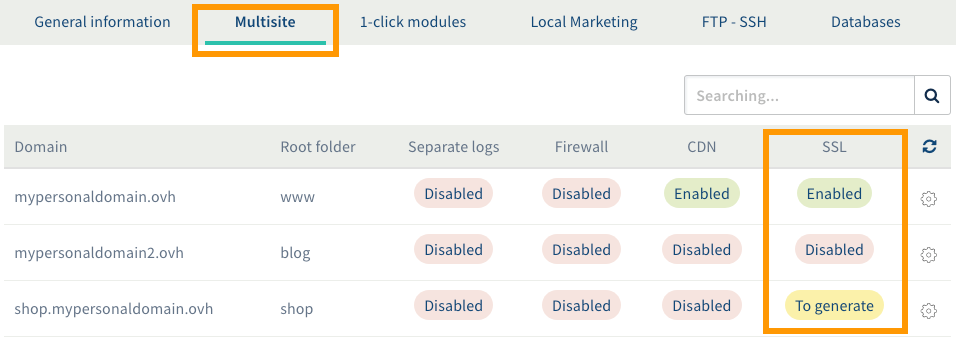 General information Multisite 1-click modules Local Marketing FTP - SSH Databases
Searching...
Domain Root folder Separate logs Firewall CDN SSL
mypersonaldomain.ovh www Disabled Disabled Enabled Enabled
mypersonaldomain2.ovh blog Disabled Disabled Disabled Disabled
shop.mypersonaldomain.ovh shop Disabled Disabled Disabled To generate